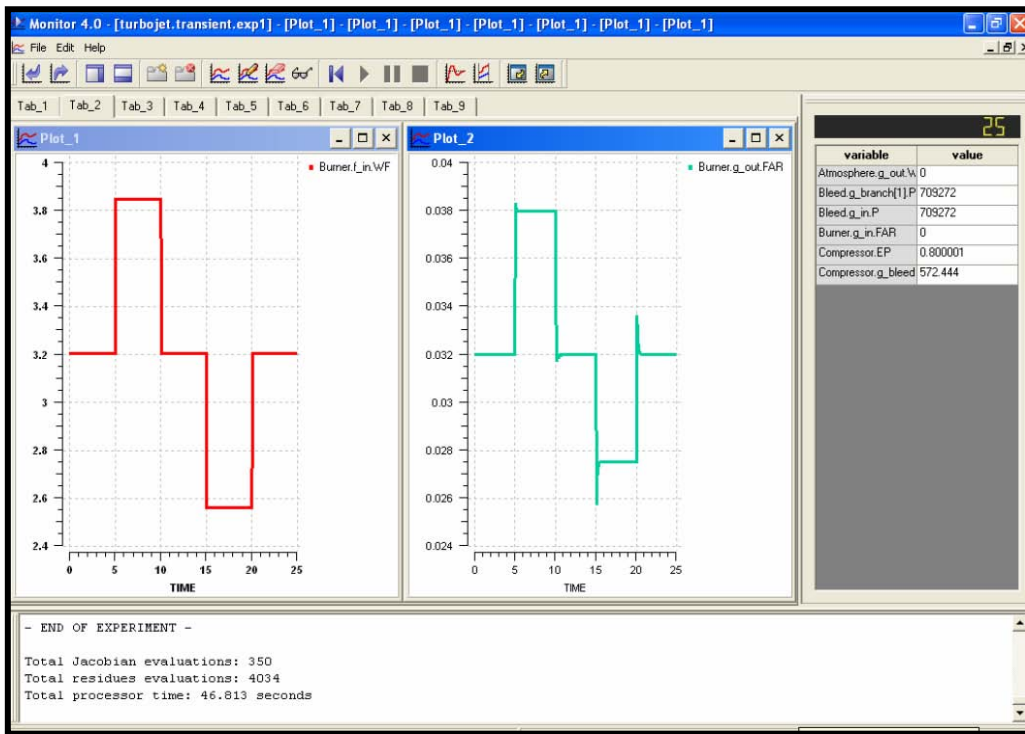 Monitor 4.0 - [turbojet.transient.exp1] - [Plot_1] - [Plot_1] - [Plot_1] - [Plot_1] - [Plot_1] - [Plot_1] - [Plot_1]
File Edit Help
Tab_1 Tab_2 Tab_3 Tab_4 Tab_5 Tab_6 Tab_7 Tab_8 Tab_9
Plot_1
Burner.f_in.WF
4
3.8
3.6
3.4
3.2
3
2.8
2.6
2.4
0 5 10 15 20 25
TIME
Plot_2
Burner.g_out.FAR
0.04
0.038
0.036
0.034
0.032
0.03
0.028
0.026
0.024
0 5 10 15 20 25
TIME
25
variable value
Atmosphere.g_out.W 0
Bleed.g_branch[1].P 709272
Bleed.g_in.P 709272
Burner.g_in.FAR 0
Compressor.EP 0.800001
Compressor.g_bleed 572.444
- END OF EXPERIMENT -
Total Jacobian evaluations: 350
Total residues evaluations: 4034
Total processor time: 46.813 seconds